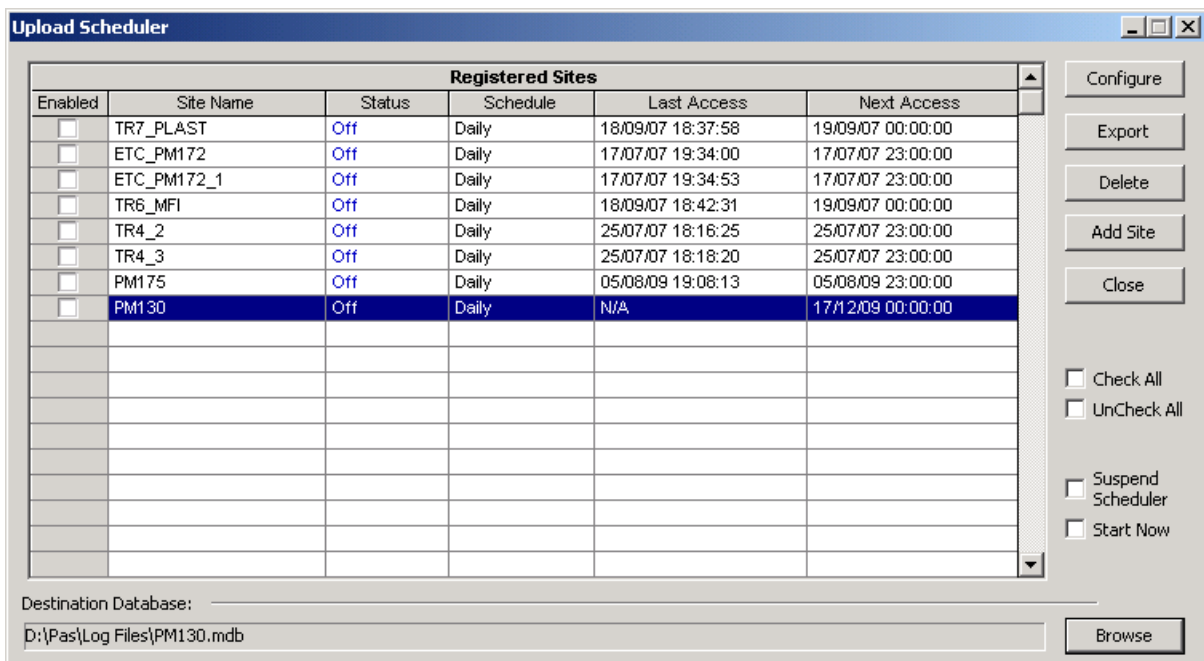 Upload Scheduler
Registered Sites
Enabled Site Name Status Schedule Last Access Next Access
TR7_PLAST Off Daily 18/09/07 18:37:58 19/09/07 00:00:00
ETC_PM172 Off Daily 17/07/07 19:34:00 17/07/07 23:00:00
ETC_PM172_1 Off Daily 17/07/07 19:34:53 17/07/07 23:00:00
TR6_MFI Off Daily 18/09/07 18:42:31 19/09/07 00:00:00
TR4_2 Off Daily 25/07/07 18:16:25 25/07/07 23:00:00
TR4_3 Off Daily 25/07/07 18:18:20 25/07/07 23:00:00
PM175 Off Daily 05/08/09 19:08:13 05/08/09 23:00:00
PM130 Off Daily N/A 17/12/09 00:00:00
Configure
Export
Delete
Add Site
Close
Check All
UnCheck All
Suspend
Scheduler
Start Now
Destination Database:
D:\Pas\Log Files\PM130.mdb
Browse